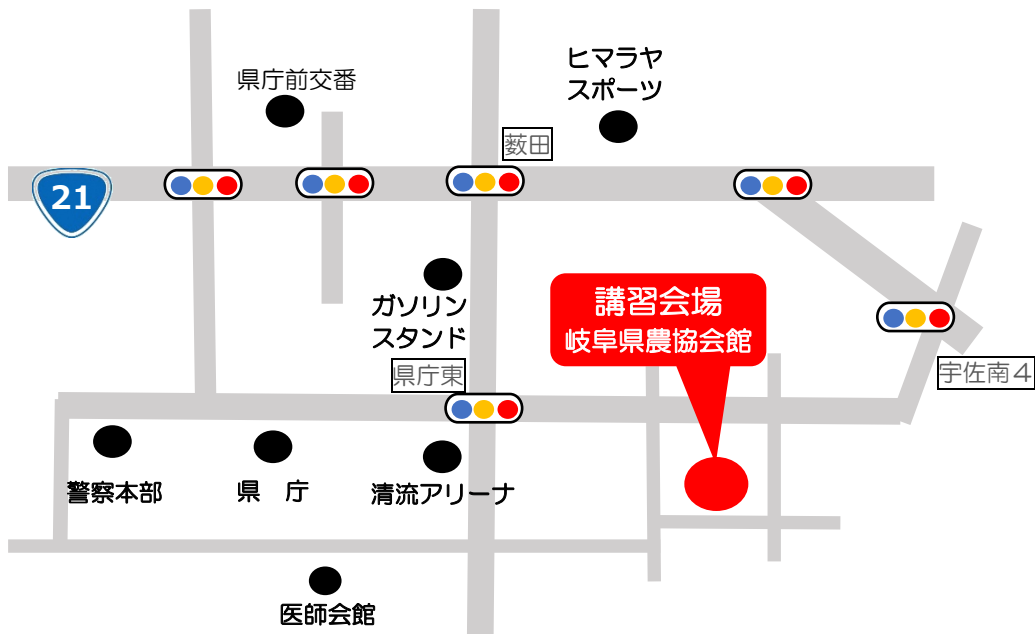 ヒマラヤ
スポーツ
県庁前交番
薮田
21
ガソリン
スタンド
講習会場
岐阜県農協会館
県庁東
宇佐南４
警察本部
県　庁
清流アリーナ
医師会館